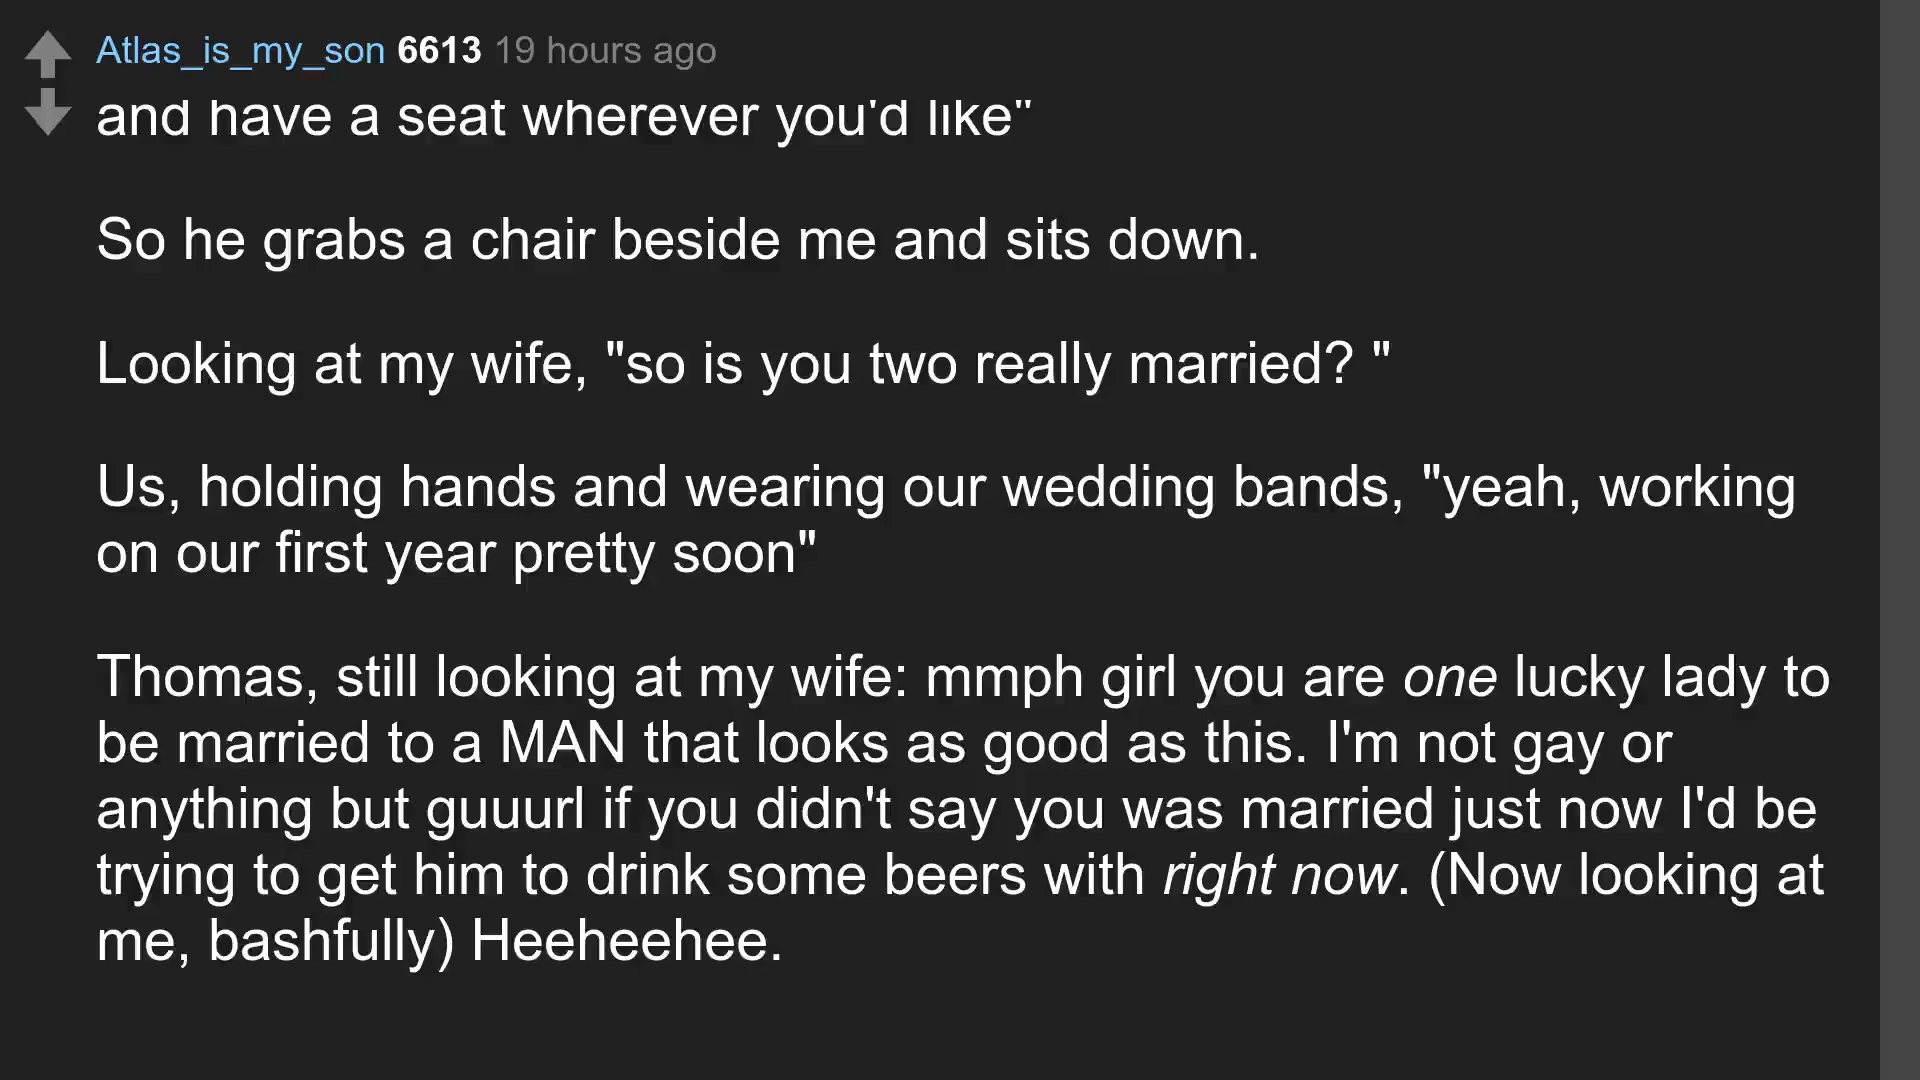 Atlas_is_my_son 6613 19 hours ago
and have a seat wherever you'd like"
So he grabs a chair beside me and sits down.
Looking at my wife, "so is you two really married? "
Us, holding hands and wearing our wedding bands, "yeah, working
on our first year pretty soon"
Thomas, still looking at my wife: mmph girl you are one lucky lady to
be married to a MAN that looks as good as this. I'm not gay or
anything but guuurl if you didn't say you was married just now I'd be
trying to get him to drink some beers with right now. (Now looking at
me, bashfully) Heeheehee.